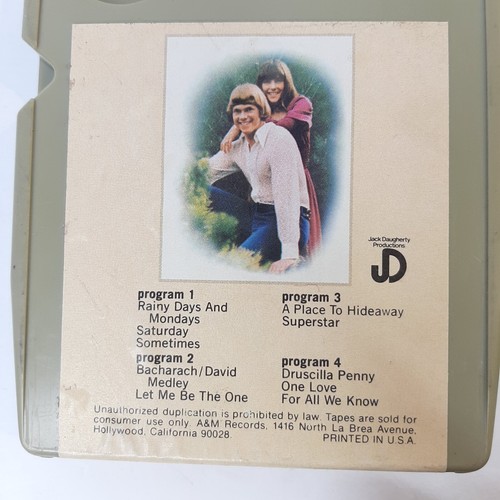 Jack Daugherty
Productions
JD
program 1
Rainy Days And
Mondays
Saturday
Sometimes
program 2
Bacharach/David
Medley
Let Me Be The One
program 3
A Place To Hideaway
Superstar
program 4
Druscilla Penny
One Love
For All We Know
Unauthorized duplication is prohibited by law. Tapes are sold for
consumer use only. A&M Records, 1416 North La Brea Avenue,
Hollywood, California 90028.
PRINTED IN U.S.A.